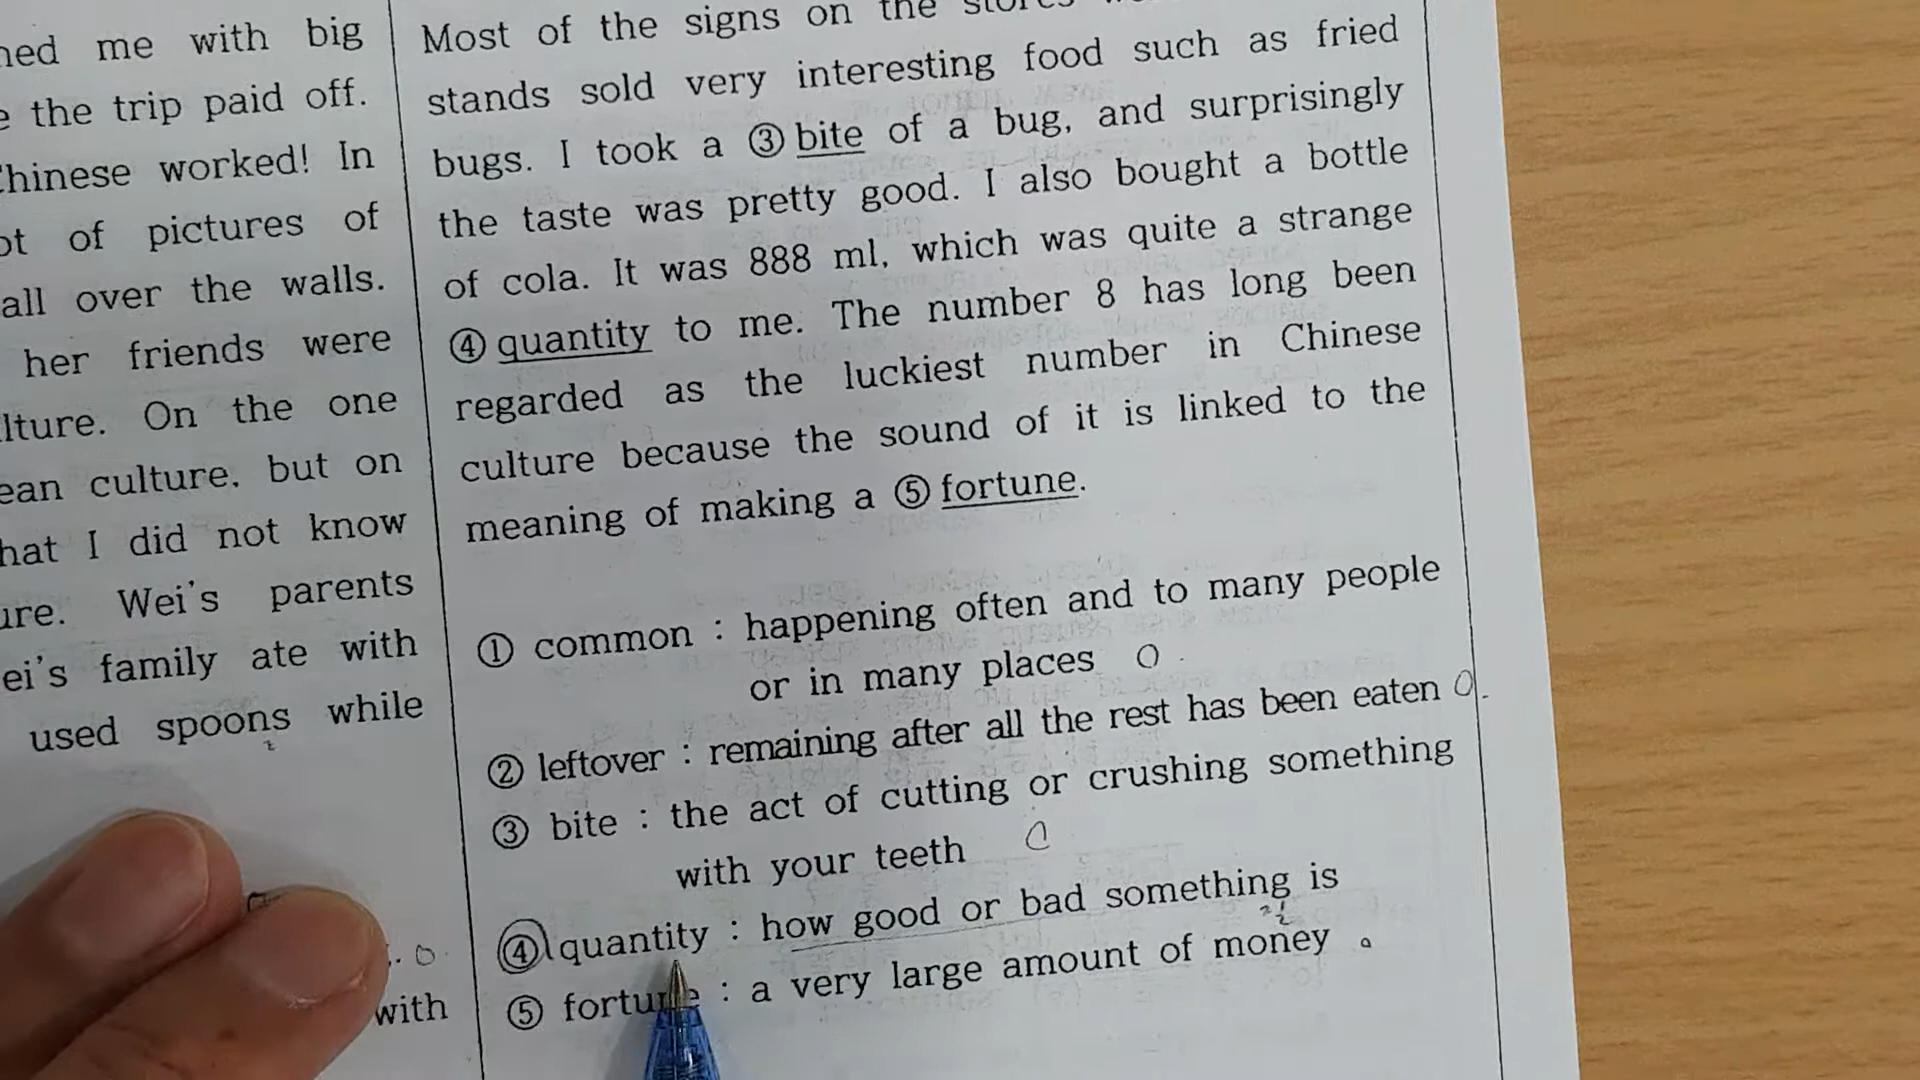 me with big
the trip paid off.
worked! In
of pictures of
all over the walls.
her friends were
On the one
culture, but on
I did not know
Wei's parents
family ate with
used spoons while
with
Most of the signs on the
stands sold very interesting food such as fried
bugs. I took a ③ bite of a bug, and surprisingly
the taste was pretty good. I also bought a bottle
of cola. It was 888 ml, which was quite a strange
④ quantity to me. The number 8 has long been
regarded as the luckiest number in Chinese
culture because the sound of it is linked to the
meaning of making a ⑤ fortune.
① common : happening often and to many people
or in many places
② leftover : remaining after all the rest has been eaten
③ bite : the act of cutting or crushing something
with your teeth
④ quantity : how good or bad something is
⑤ fortune : a very large amount of money